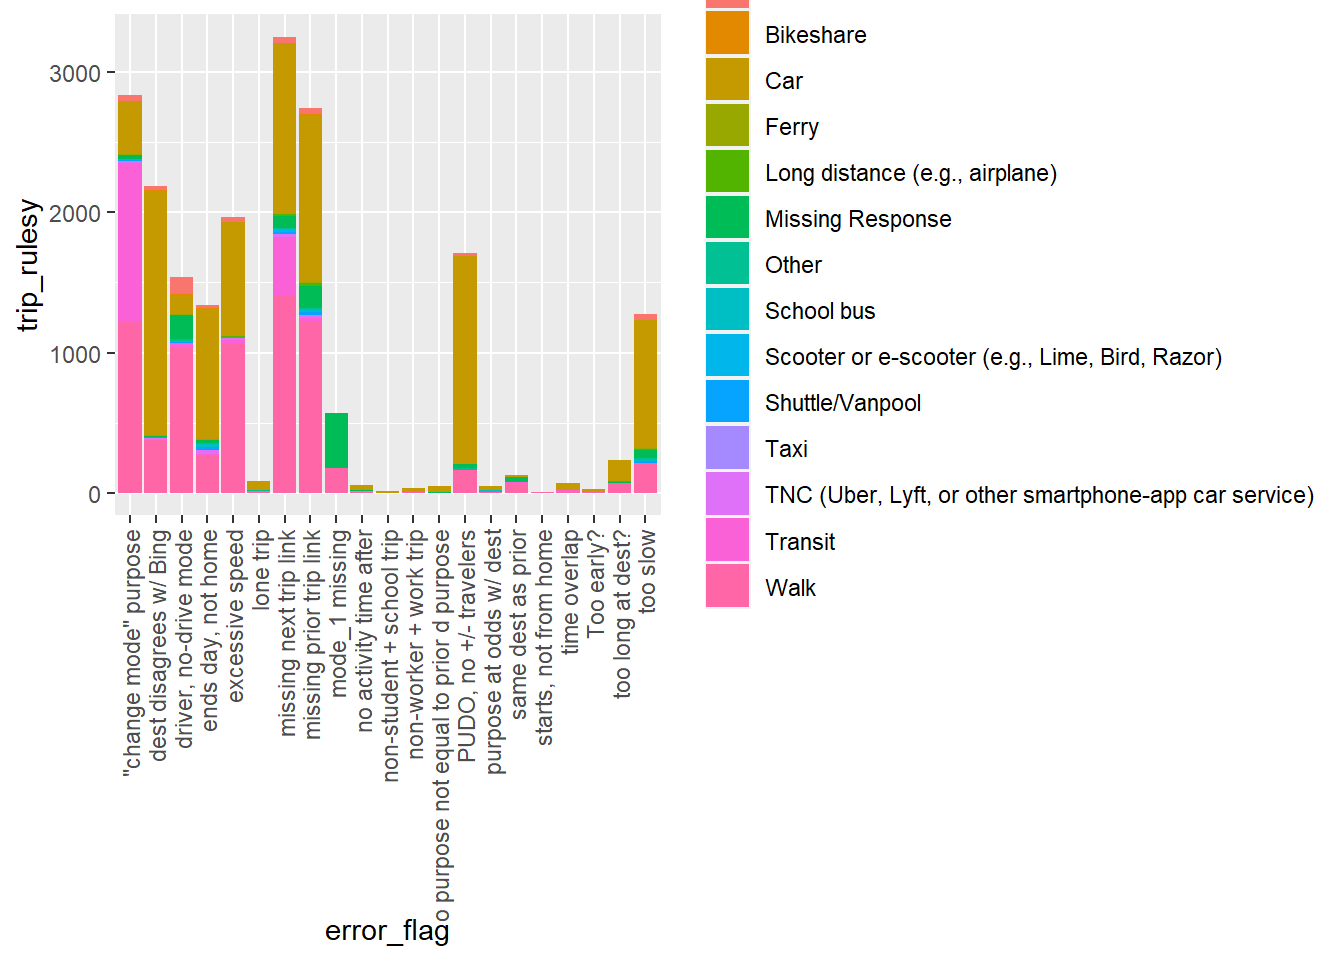 trip_rulesy
3000
2000
1000
0
"change mode" purpose
dest disagrees w/ Bing
driver, no-drive mode
ends day, not home
excessive speed
lone trip
missing next trip link
missing prior trip link
mode_1 missing
no activity time after
non-student + school trip
non-worker + work trip
o purpose not equal to prior d purpose
PUDO, no +/- travelers
purpose at odds w/ dest
same dest as prior
starts, not from home
time overlap
Too early?
too long at dest?
too slow
error_flag
Bikeshare
Car
Ferry
Long distance (e.g., airplane)
Missing Response
Other
School bus
Scooter or e-scooter (e.g., Lime, Bird, Razor)
Shuttle/Vanpool
Taxi
TNC (Uber, Lyft, or other smartphone-app car service)
Transit
Walk